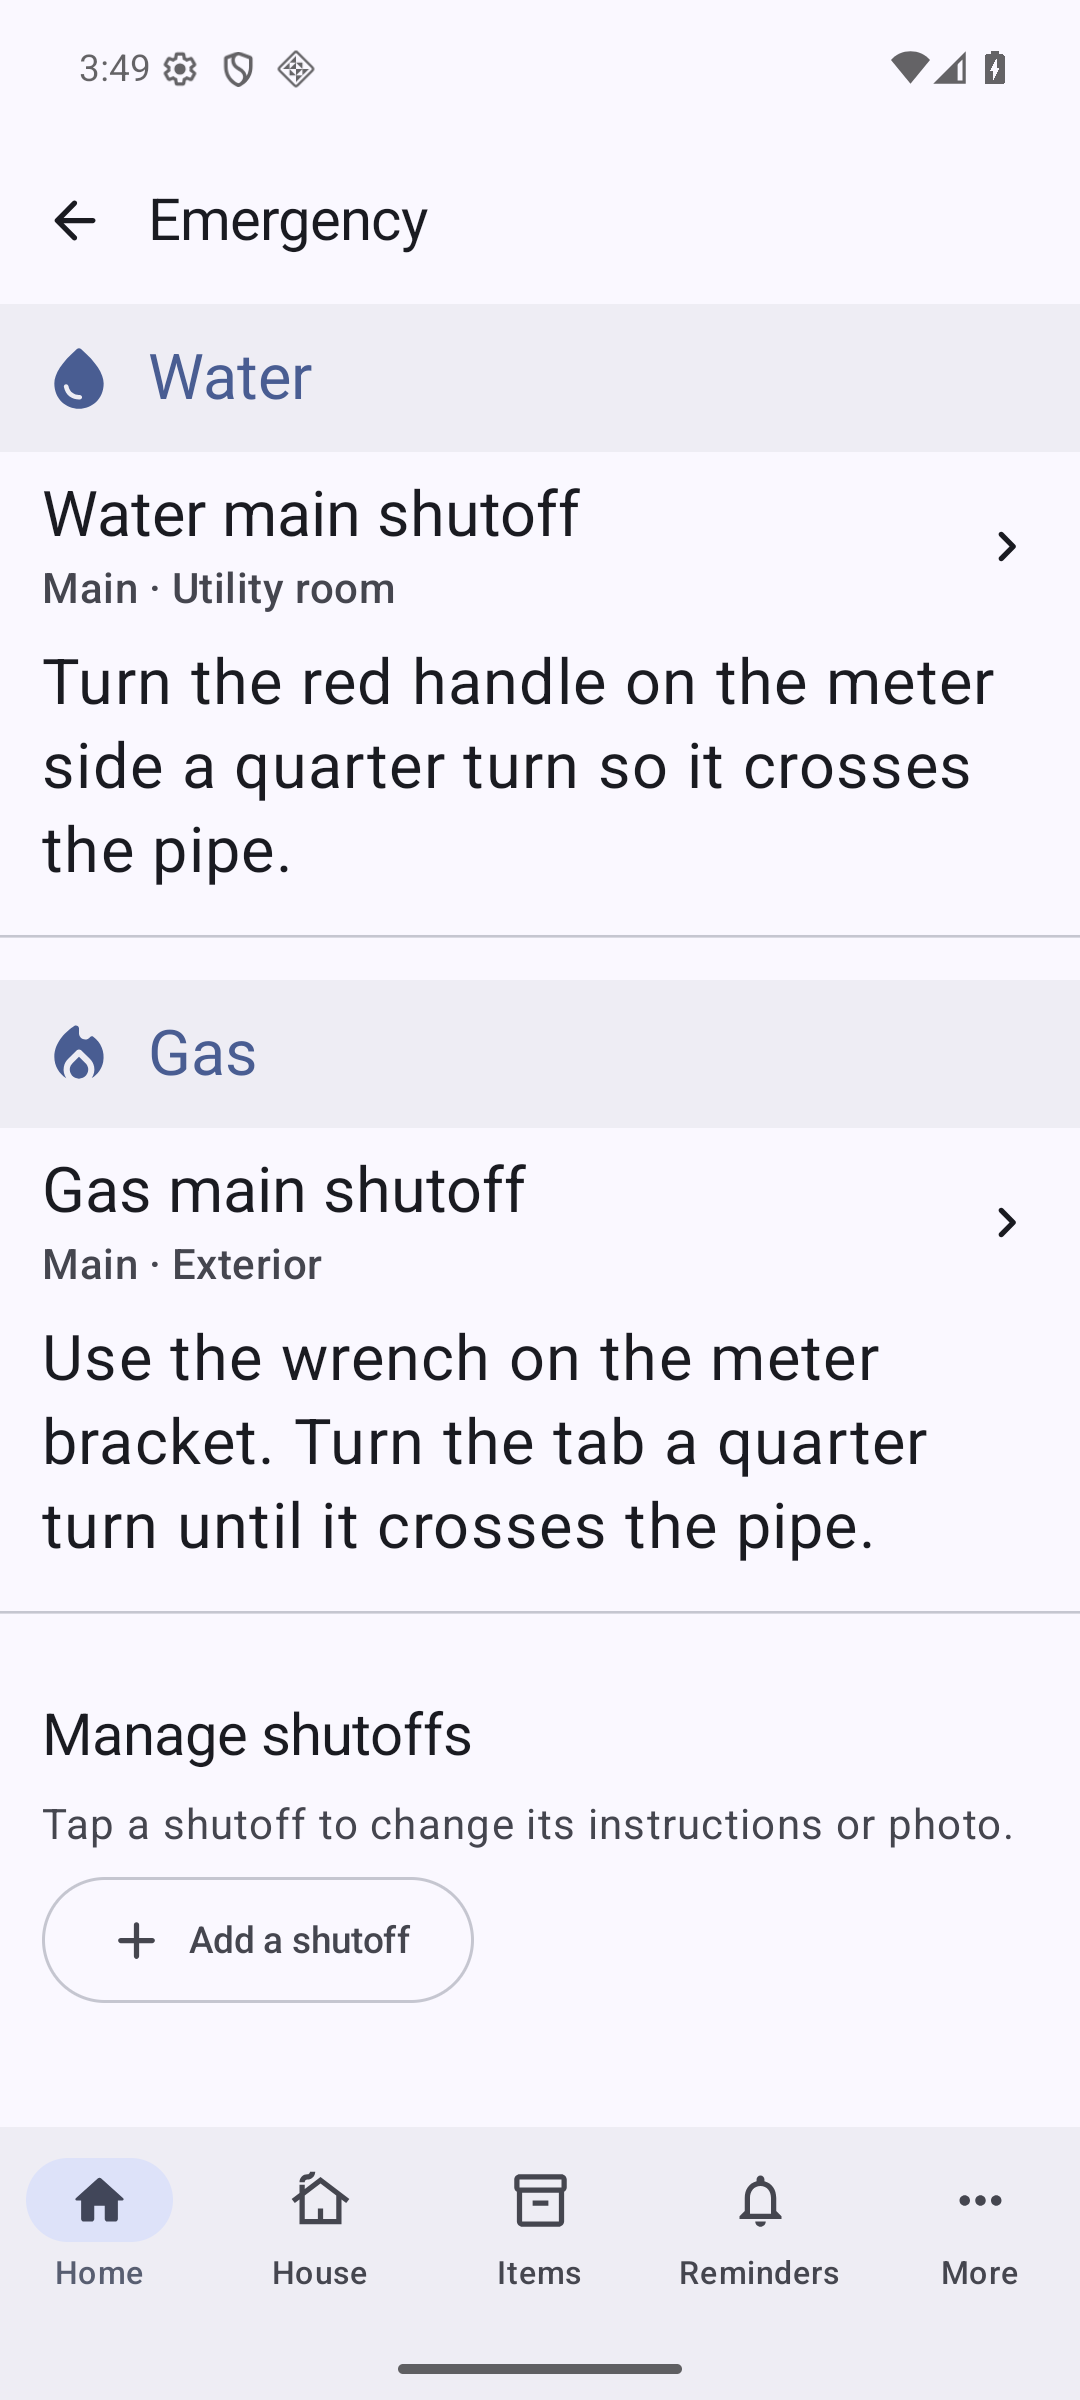 3:49
Emergency
Water
Water main shutoff
Main · Utility room
Turn the red handle on the meter
side a quarter turn so it crosses
the pipe.
Gas
Gas main shutoff
Main · Exterior
Use the wrench on the meter
bracket. Turn the tab a quarter
turn until it crosses the pipe.
Manage shutoffs
Tap a shutoff to change its instructions or photo.
Add a shutoff
Home House Items Reminders More